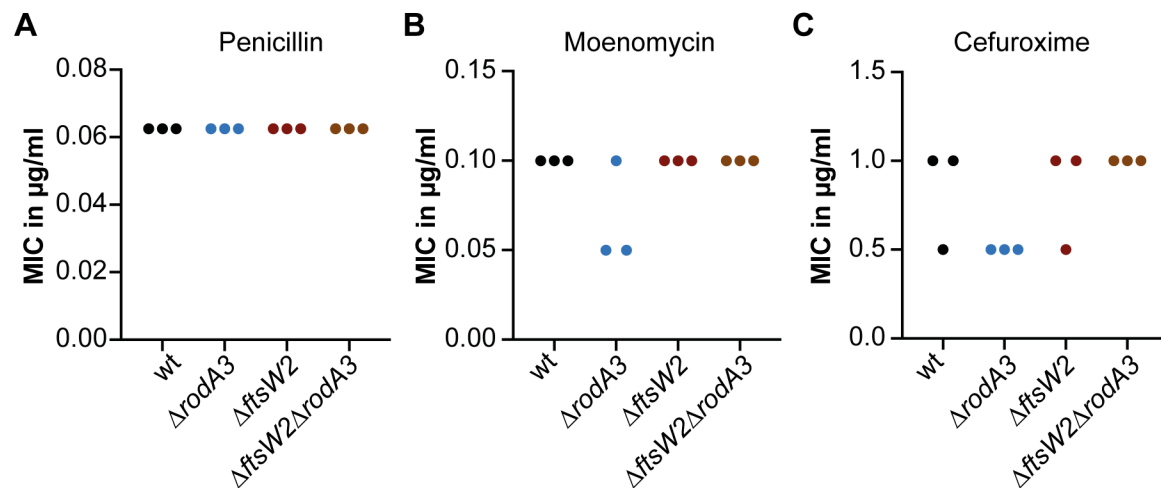 A
Penicillin
MIC in µg/ml
0.08
0.06
0.04
0.02
0.00
wt
ΔrodA3
ΔftsW2
ΔftsW2ΔrodA3
B
Moenomycin
MIC in µg/ml
0.15
0.10
0.05
0.00
wt
ΔrodA3
ΔftsW2
ΔftsW2ΔrodA3
C
Cefuroxime
MIC in µg/ml
1.5
1.0
0.5
0.0
wt
ΔrodA3
ΔftsW2
ΔftsW2ΔrodA3